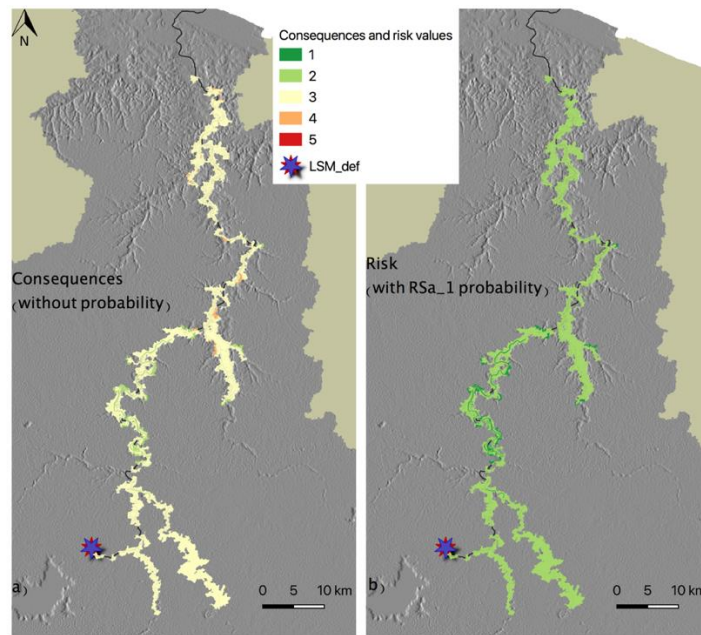 N
Consequences and risk values
1
2
3
4
5
LSM_def
Consequences
(without probability)
Risk
(with RSa_1 probability)
a)
0 5 10 km
b)
0 5 10 km